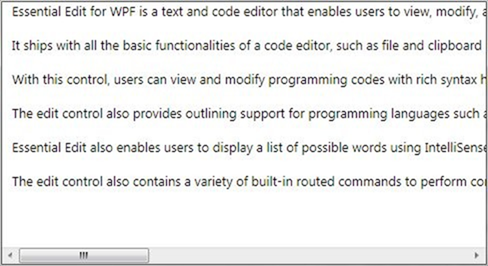 Essential Edit for WPF is a text and code editor that enables users to view, modify,
It ships with all the basic functionalities of a code editor, such as file and clipboard
With this control, users can view and modify programming codes with rich syntax
The edit control also provides outlining support for programming languages such
Essential Edit also enables users to display a list of possible words using IntelliSense
The edit control also contains a variety of built-in routed commands to perform